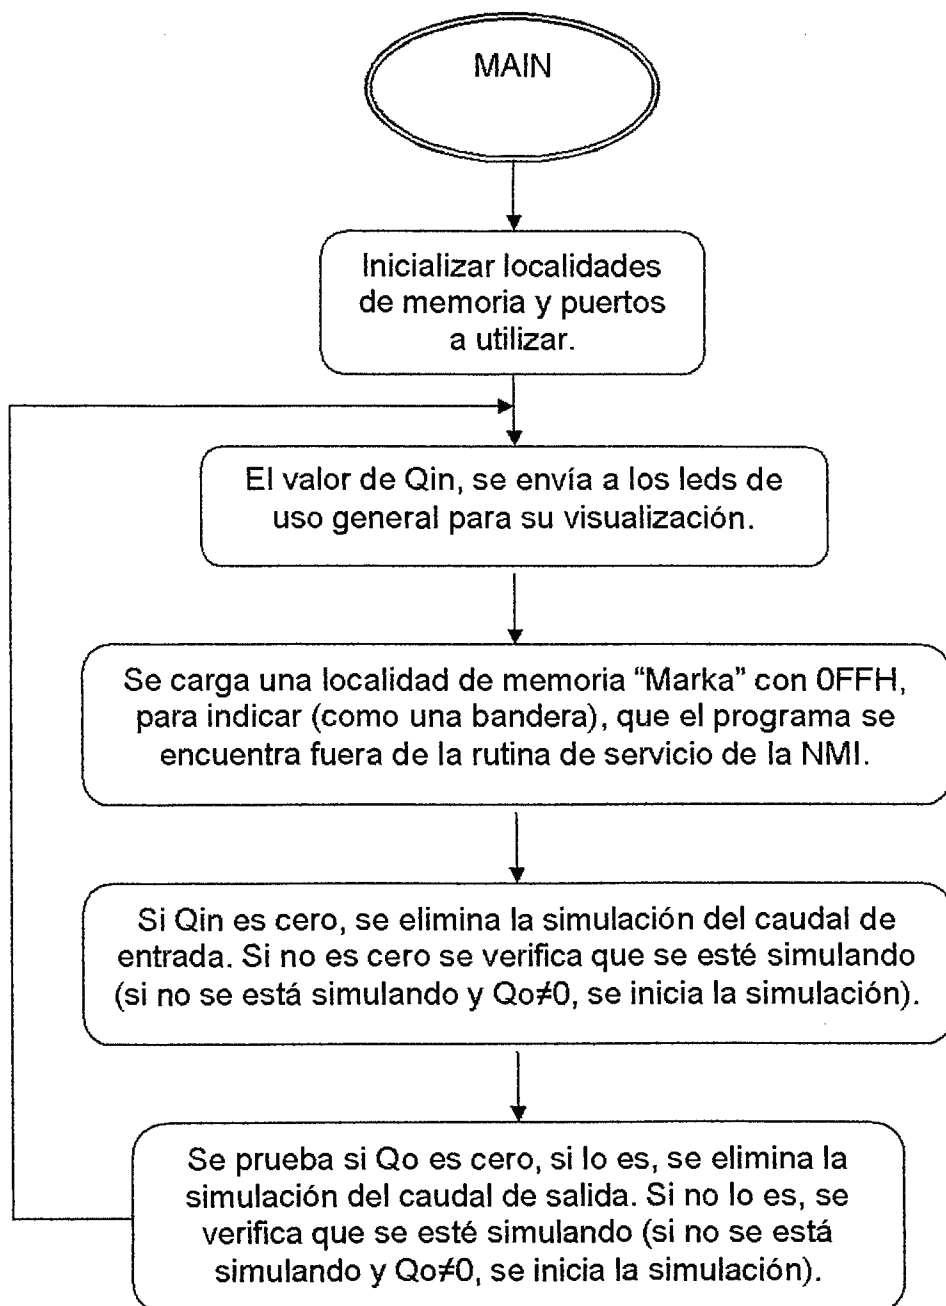 MAIN
Inicializar localidades
de memoria y puertos
a utilizar.
El valor de Qin, se envía a los leds de
uso general para su visualización.
Se carga una localidad de memoria “Marka” con 0FFH,
para indicar (como una bandera), que el programa se
encuentra fuera de la rutina de servicio de la NMI.
Si Qin es cero, se elimina la simulación del caudal de
entrada. Si no es cero se verifica que se esté simulando
(si no se está simulando y Qo≠0, se inicia la simulación).
Se prueba si Qo es cero, si lo es, se elimina la
simulación del caudal de salida. Si no lo es, se
verifica que se esté simulando (si no se está
simulando y Qo≠0, se inicia la simulación).